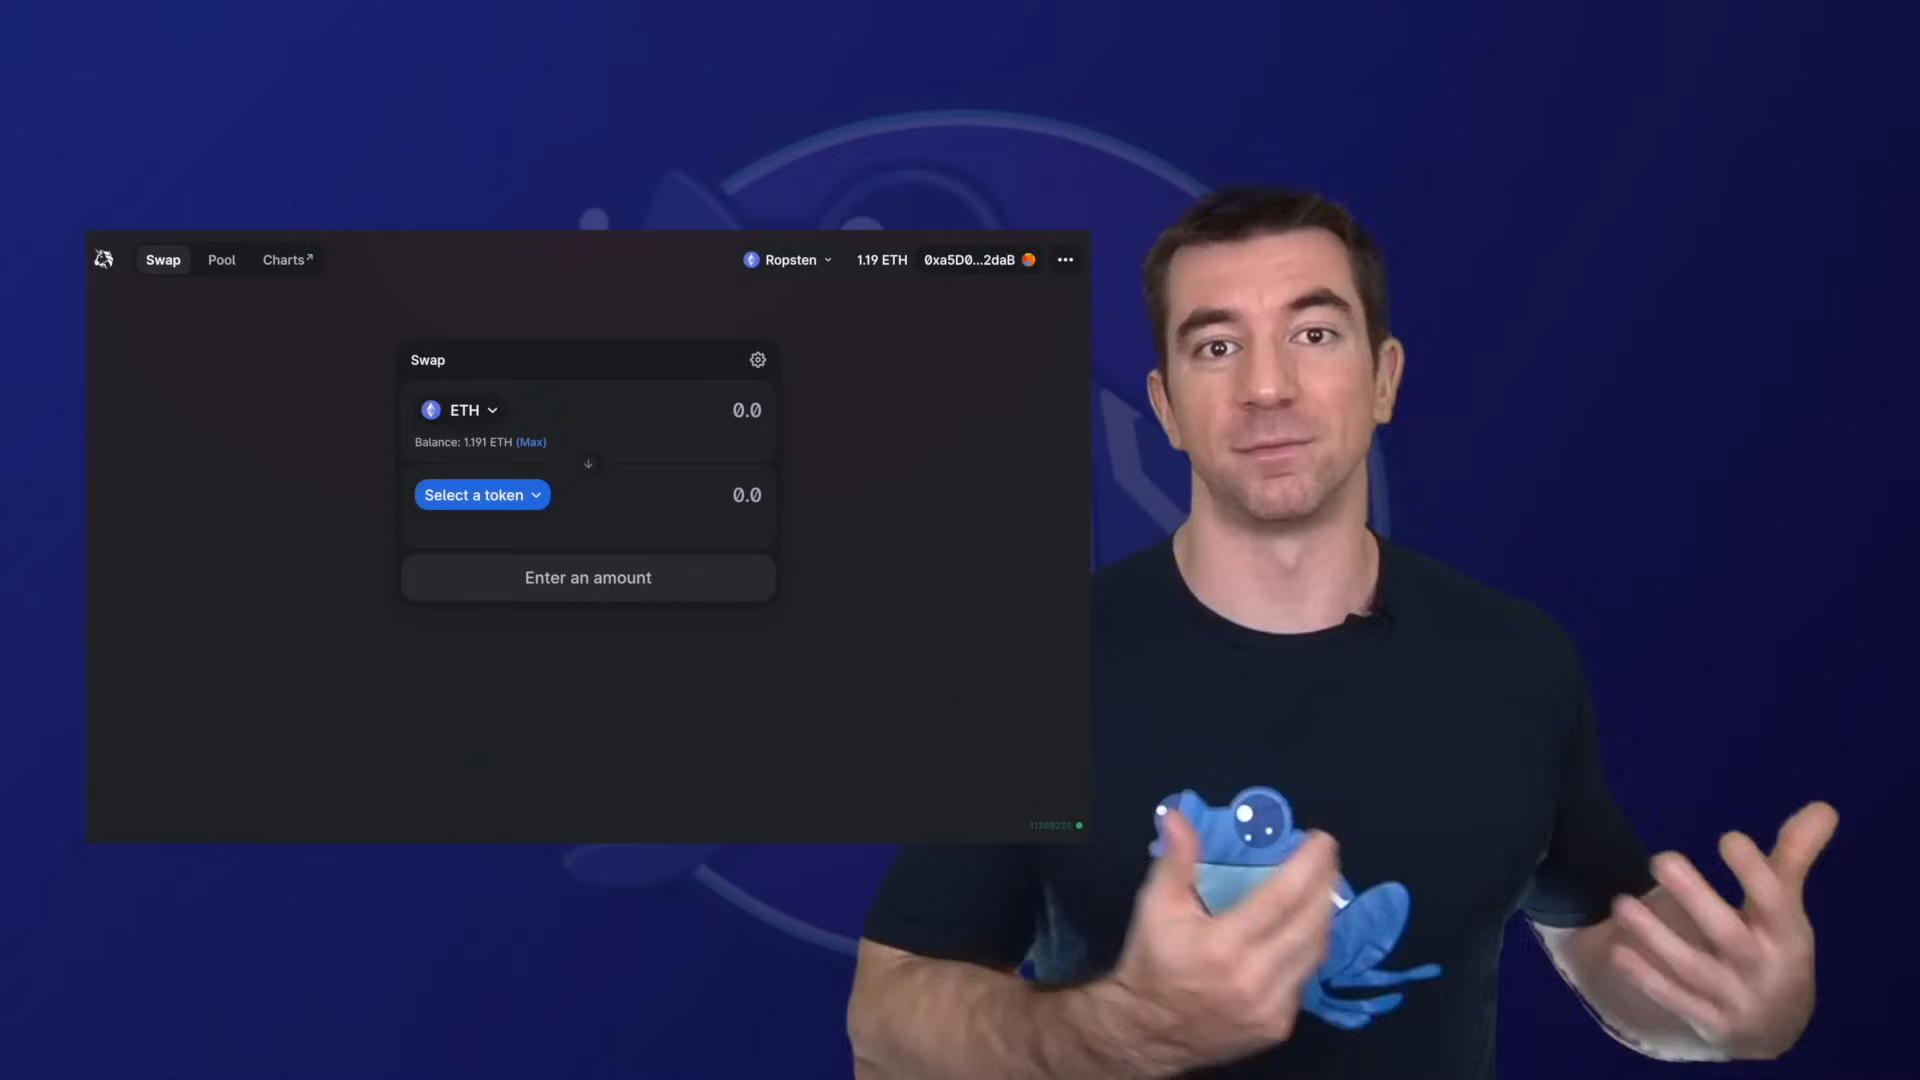 Swap Pool Charts↗ Ropsten 1.19 ETH 0xa5D0...2daB
Swap
ETH 0.0
Balance: 1.191 ETH (Max)
Select a token 0.0
Enter an amount